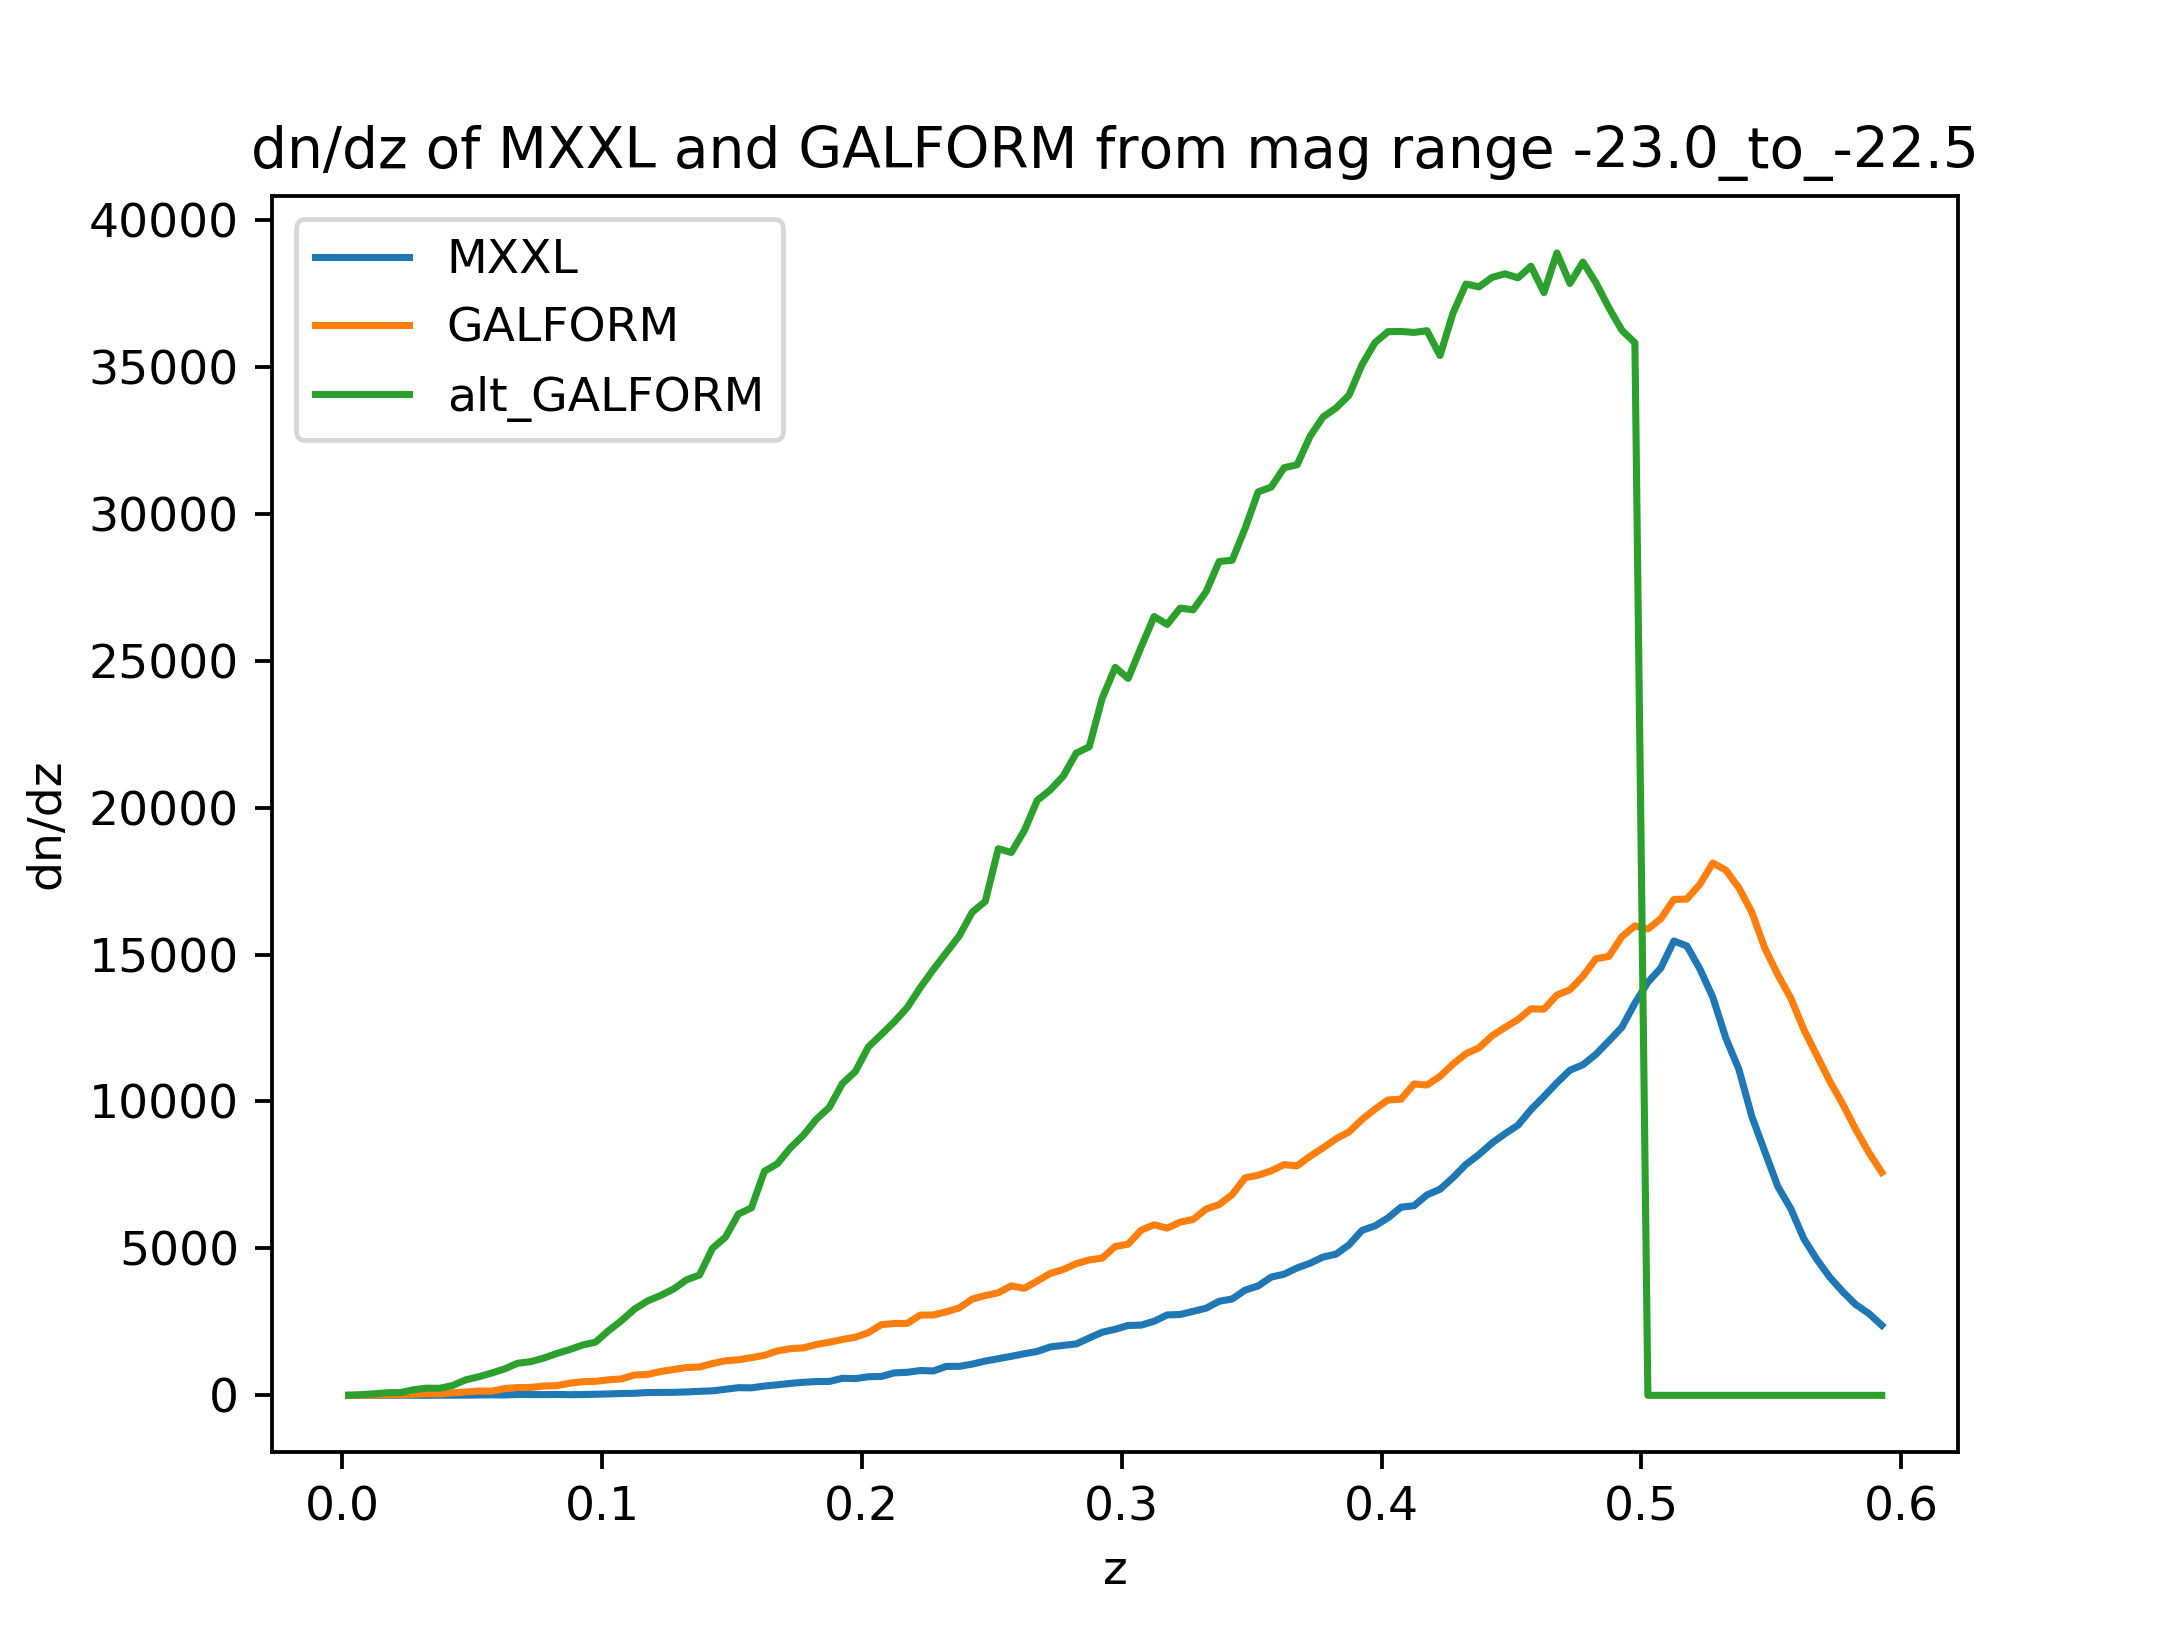 dn/dz of MXXL and GALFORM from mag range -23.0_to_-22.5
40000
35000
30000
25000
20000
15000
10000
5000
0
dn/dz
MXXL
GALFORM
alt_GALFORM
0.0 0.1 0.2 0.3 0.4 0.5 0.6
z